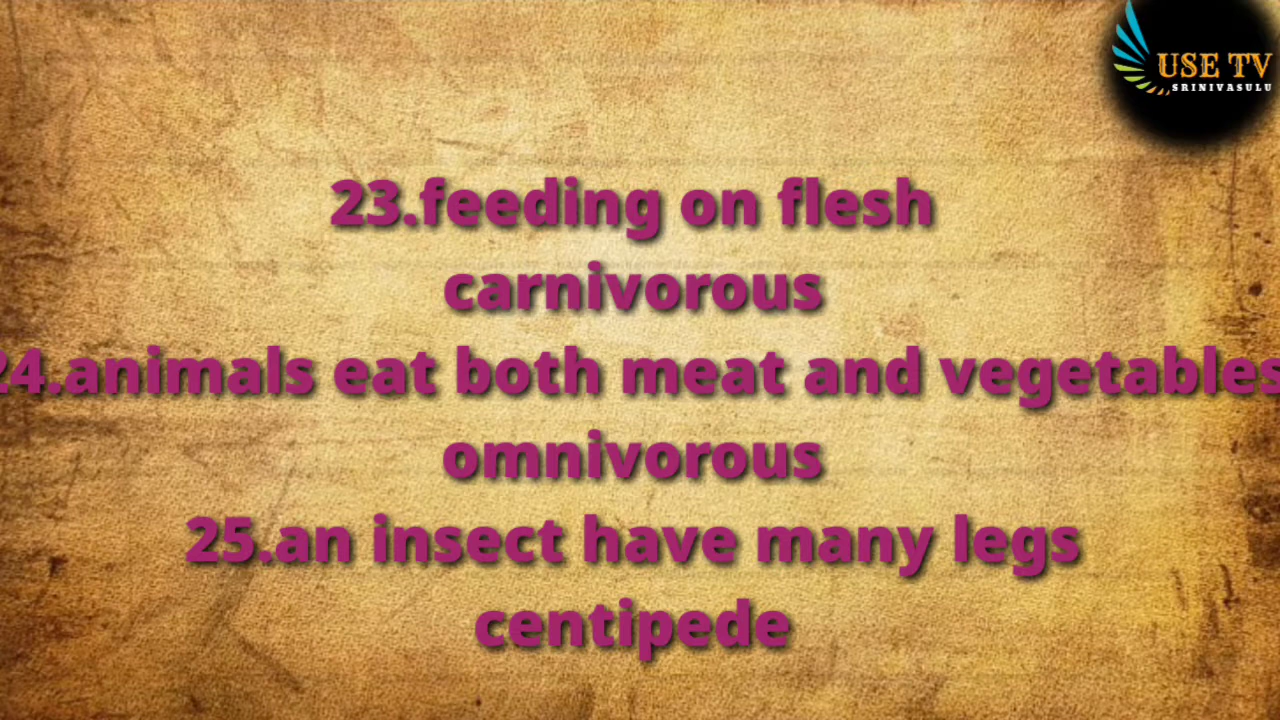 USE TV
SRINIVASULU
23.feeding on flesh
carnivorous
24.animals eat both meat and vegetables
omnivorous
25.an insect have many legs
centipede